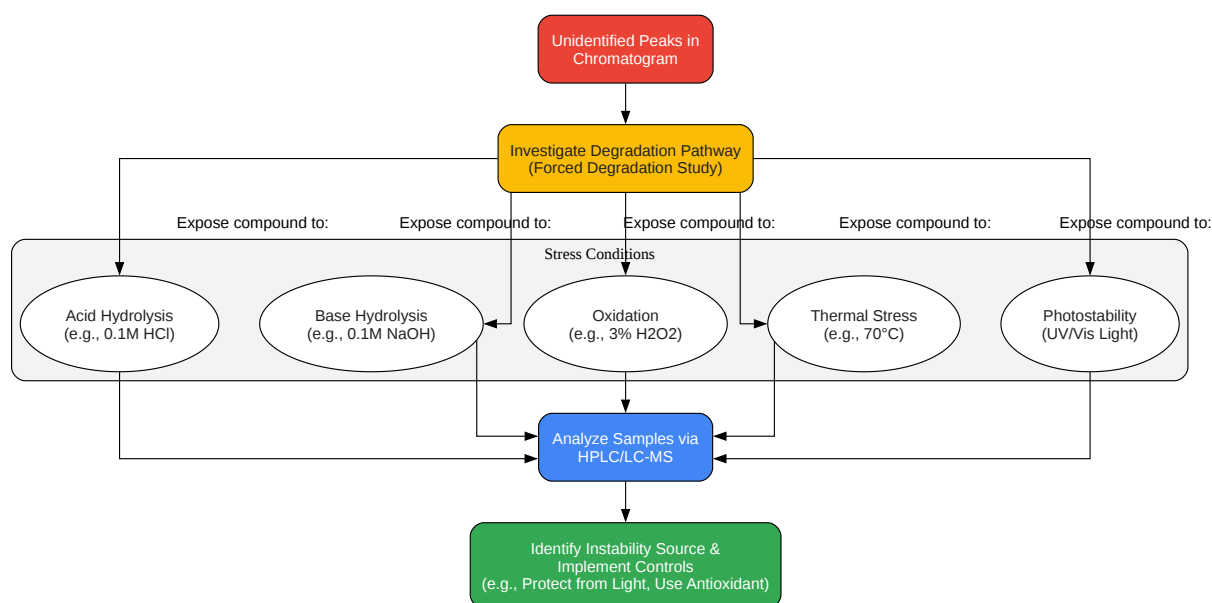 Unidentified Peaks in
Chromatogram
Investigate Degradation Pathway
(Forced Degradation Study)
Expose compound to:
Expose compound to:
Expose compound to:
Expose compound to:
Expose compound to:
Stress Conditions
Acid Hydrolysis
(e.g., 0.1M HCl)
Base Hydrolysis
(e.g., 0.1M NaOH)
Oxidation
(e.g., 3% H2O2)
Thermal Stress
(e.g., 70°C)
Photostability
(UV/Vis Light)
Analyze Samples via
HPLC/LC-MS
Identify Instability Source &
Implement Controls
(e.g., Protect from Light, Use Antioxidant)